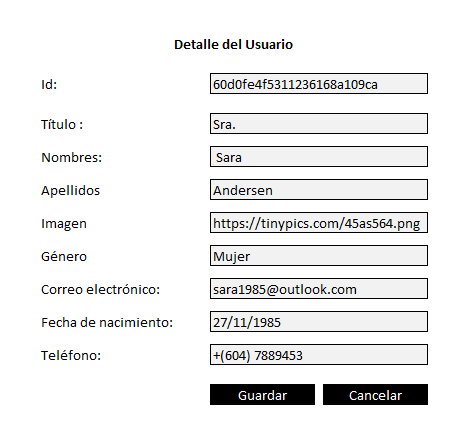 Detalle del Usuario
Id: 60d0fe4f5311236168a109ca
Título : Sra.
Nombres: Sara
Apellidos Andersen
Imagen https://tinypics.com/45as564.png
Género Mujer
Correo electrónico: sara1985@outlook.com
Fecha de nacimiento: 27/11/1985
Teléfono: +(604) 7889453
Guardar Cancelar